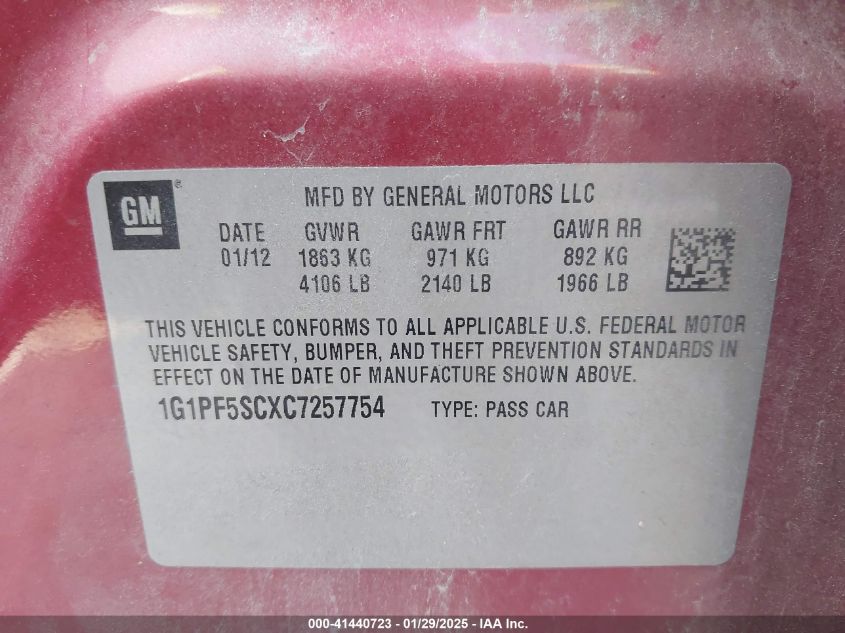 GM®
MFD BY GENERAL MOTORS LLC
DATE GVWR GAWR FRT GAWR RR
01/12 1863 KG 971 KG 892 KG
4106 LB 2140 LB 1966 LB
THIS VEHICLE CONFORMS TO ALL APPLICABLE U.S. FEDERAL MOTOR
VEHICLE SAFETY, BUMPER, AND THEFT PREVENTION STANDARDS IN
EFFECT ON THE DATE OF MANUFACTURE SHOWN ABOVE.
1G1PF5SCXC7257754 TYPE: PASS CAR
000-41440723 - 01/29/2025 - IAA Inc.